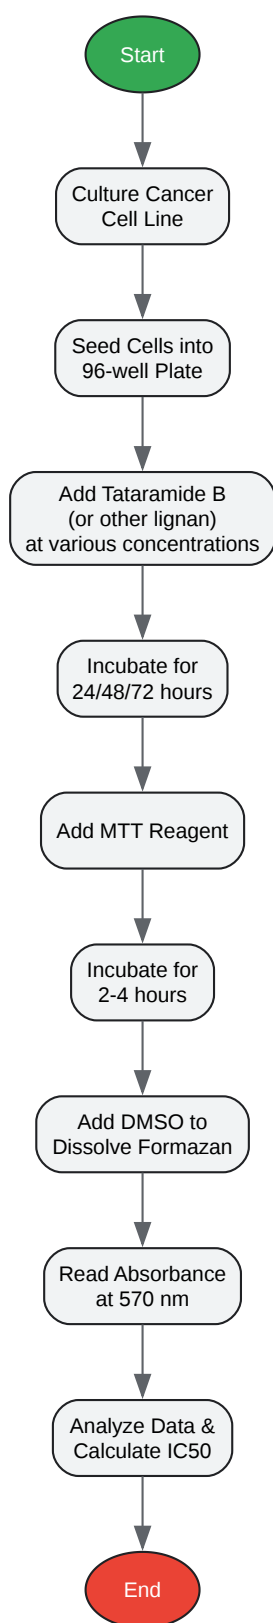 Start
Culture Cancer
Cell Line
Seed Cells into
96-well Plate
Add Tataramide B
(or other lignan)
at various concentrations
Incubate for
24/48/72 hours
Add MTT Reagent
Incubate for
2-4 hours
Add DMSO to
Dissolve Formazan
Read Absorbance
at 570 nm
Analyze Data &
Calculate IC50
End